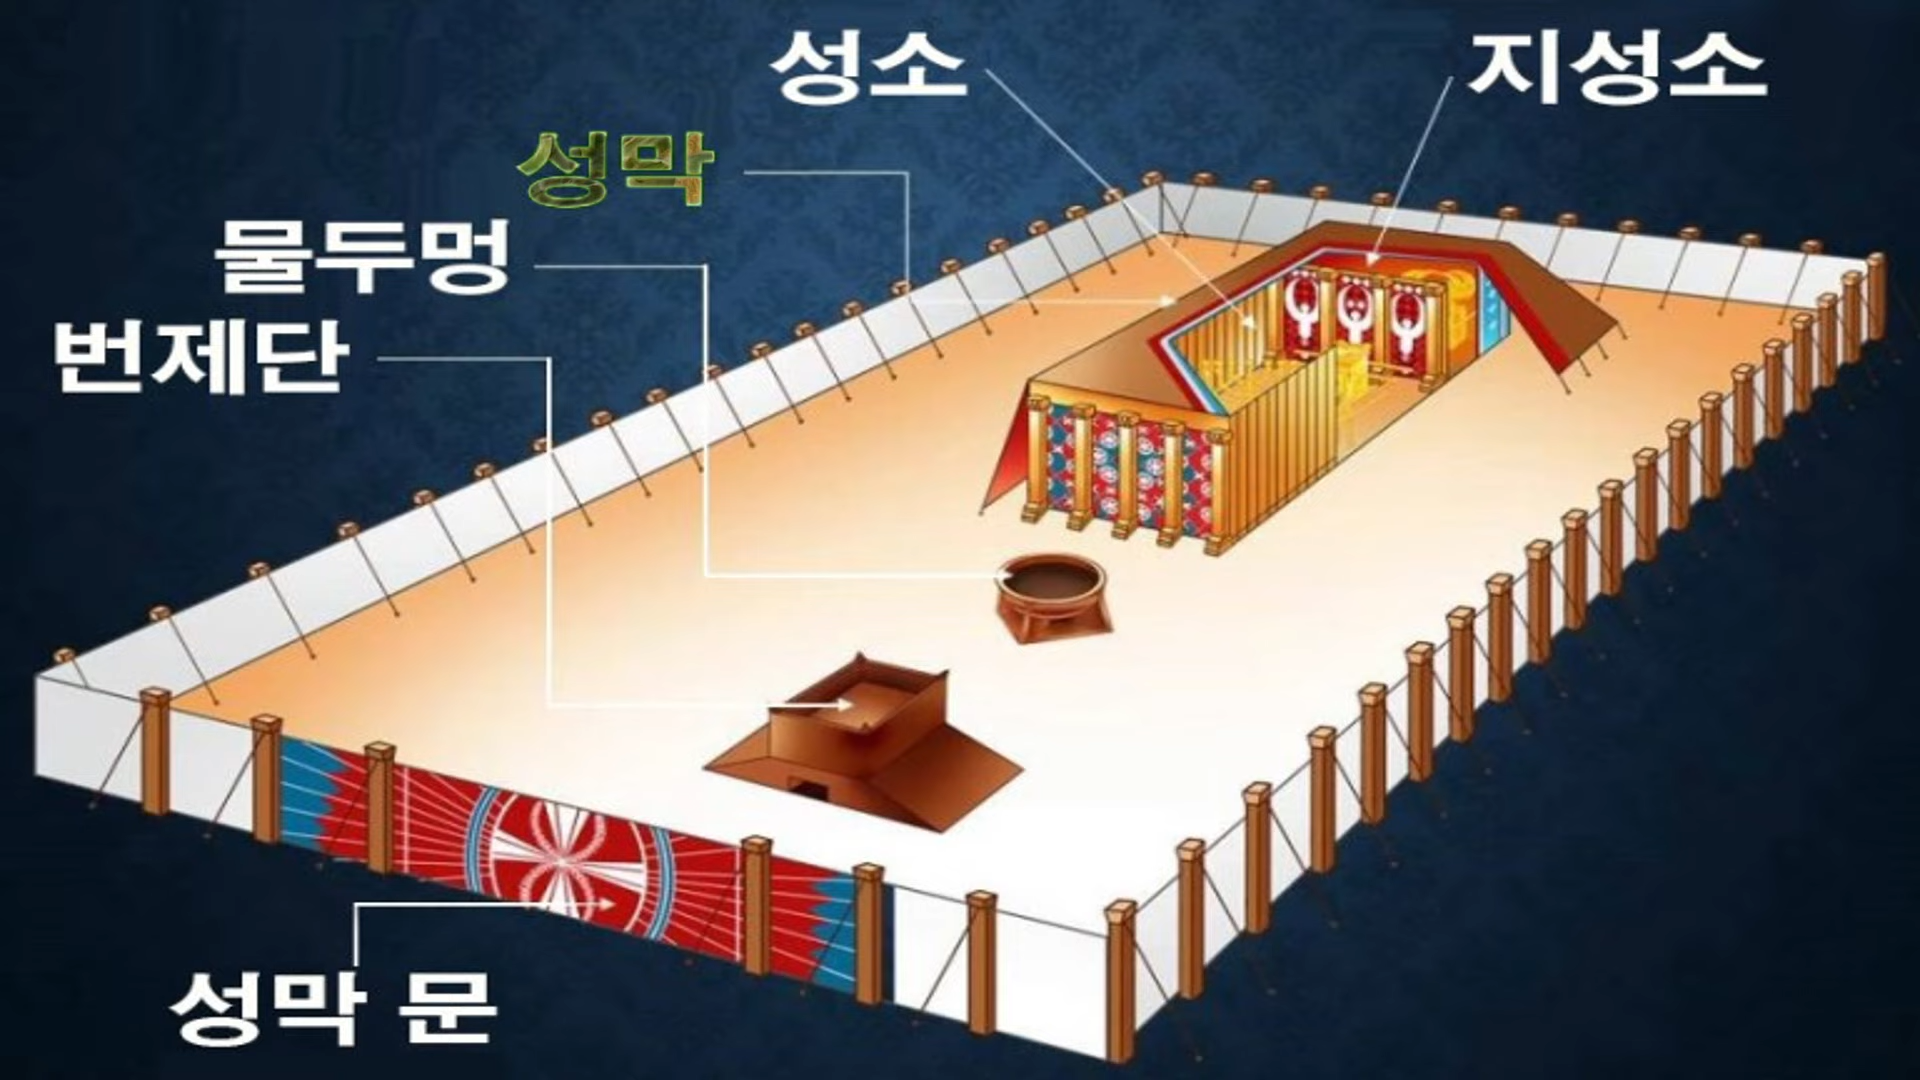 성소
지성소
성막
물두멍
번제단
성막 문